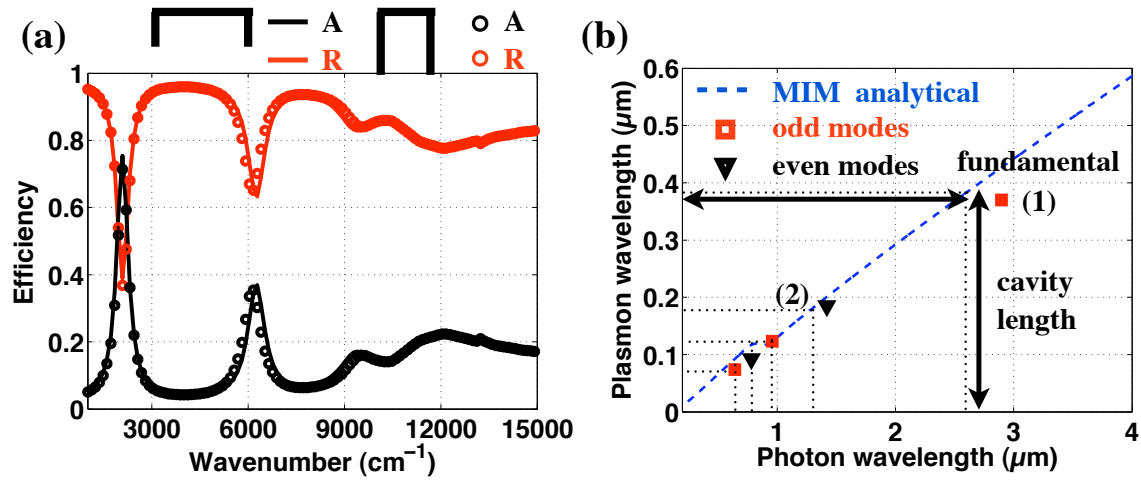 (a)
A
R
A
R
Efficiency
1
0.8
0.6
0.4
0.2
0
3000 6000 9000 12000 15000
Wavenumber (cm⁻¹)
(b)
Plasmon wavelength (μm)
0.6
0.5
0.4
0.3
0.2
0.1
0
MIM analytical
odd modes
even modes
fundamental
(1)
(2)
cavity
length
1 2 3 4
Photon wavelength (μm)